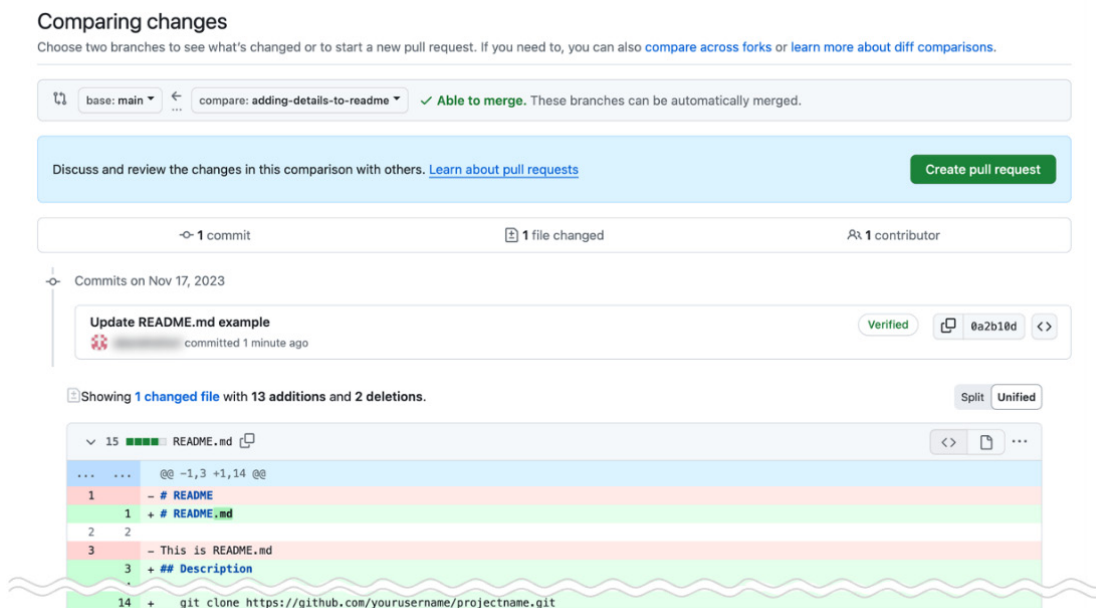 Comparing changes
Choose two branches to see what's changed or to start a new pull request. If you need to, you can also compare across forks or learn more about diff comparisons.
base: main ← ... compare: adding-details-to-readme ✓ Able to merge. These branches can be automatically merged.
Discuss and review the changes in this comparison with others. Learn about pull requests Create pull request
1 commit 1 file changed 1 contributor
Commits on Nov 17, 2023
Update README.md example Verified 0a2b10d <>
committed 1 minute ago
Showing 1 changed file with 13 additions and 2 deletions. Split Unified
15 README.md <> ...
... ... @@ -1,3 +1,14 @@
1 - # README
1 + # README.md
2 2
3 - This is README.md
3 + ## Description
14 + git clone https://github.com/yourusername/projectname.git